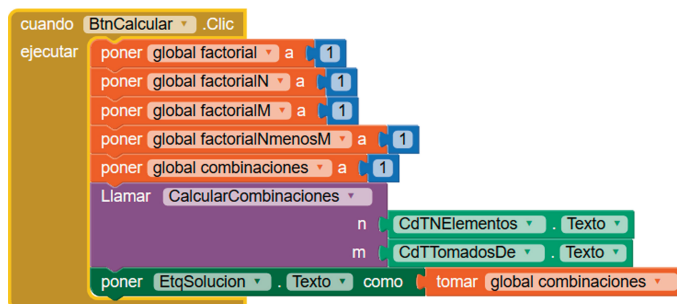 cuando BtnCalcular .Clic
ejecutar poner global factorial a 1
poner global factorialN a 1
poner global factorialM a 1
poner global factorialNmenosM a 1
poner global combinaciones a 1
Llamar CalcularCombinaciones
n CdTNElementos . Texto
m CdTTomadosDe . Texto
poner EtqSolucion . Texto como tomar global combinaciones